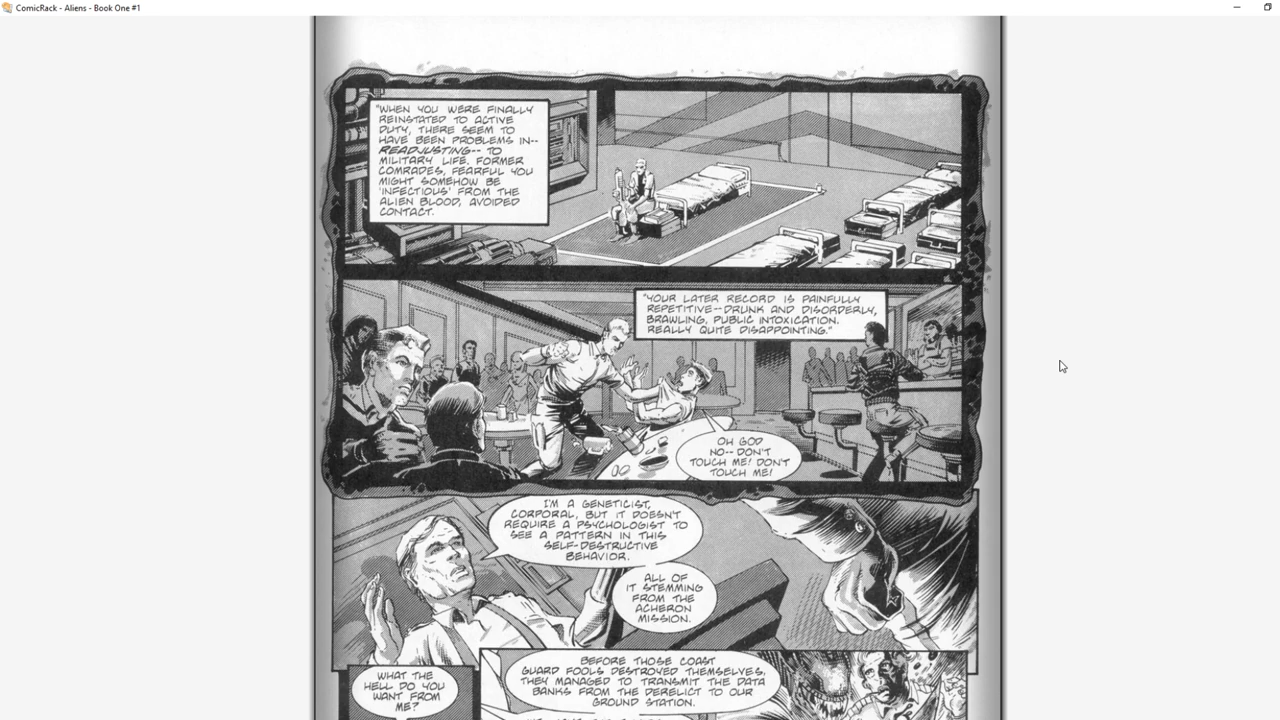 ComicRack - Aliens - Book One #1
"WHEN YOU WERE FINALLY
REINSTATED TO ACTIVE
DUTY, THERE SEEM TO
HAVE BEEN PROBLEMS IN--
READJUSTING-- TO
MILITARY LIFE. FORMER
COMRADES, FEARFUL YOU
MIGHT SOMEHOW BE
'INFECTIOUS' FROM THE
ALIEN BLOOD, AVOIDED
CONTACT.
"YOUR LATER RECORD IS PAINFULLY
REPETITIVE--DRUNK AND DISORDERLY,
BRAWLING, PUBLIC INTOXICATION.
REALLY QUITE DISAPPOINTING."
OH GOD
NO-- DON'T
TOUCH ME! DON'T
TOUCH ME!
I'M A GENETICIST,
CORPORAL, BUT IT DOESN'T
REQUIRE A PSYCHOLOGIST TO
SEE A PATTERN IN THIS
SELF-DESTRUCTIVE
BEHAVIOR.
ALL OF
IT STEMMING
FROM THE
ACHERON
MISSION.
WHAT THE
HELL DO YOU
WANT FROM
ME?
BEFORE THOSE COAST
GUARD FOOLS DESTROYED THEMSELVES,
THEY MANAGED TO TRANSMIT THE DATA
BANKS FROM THE DERELICT TO OUR
GROUND STATION.